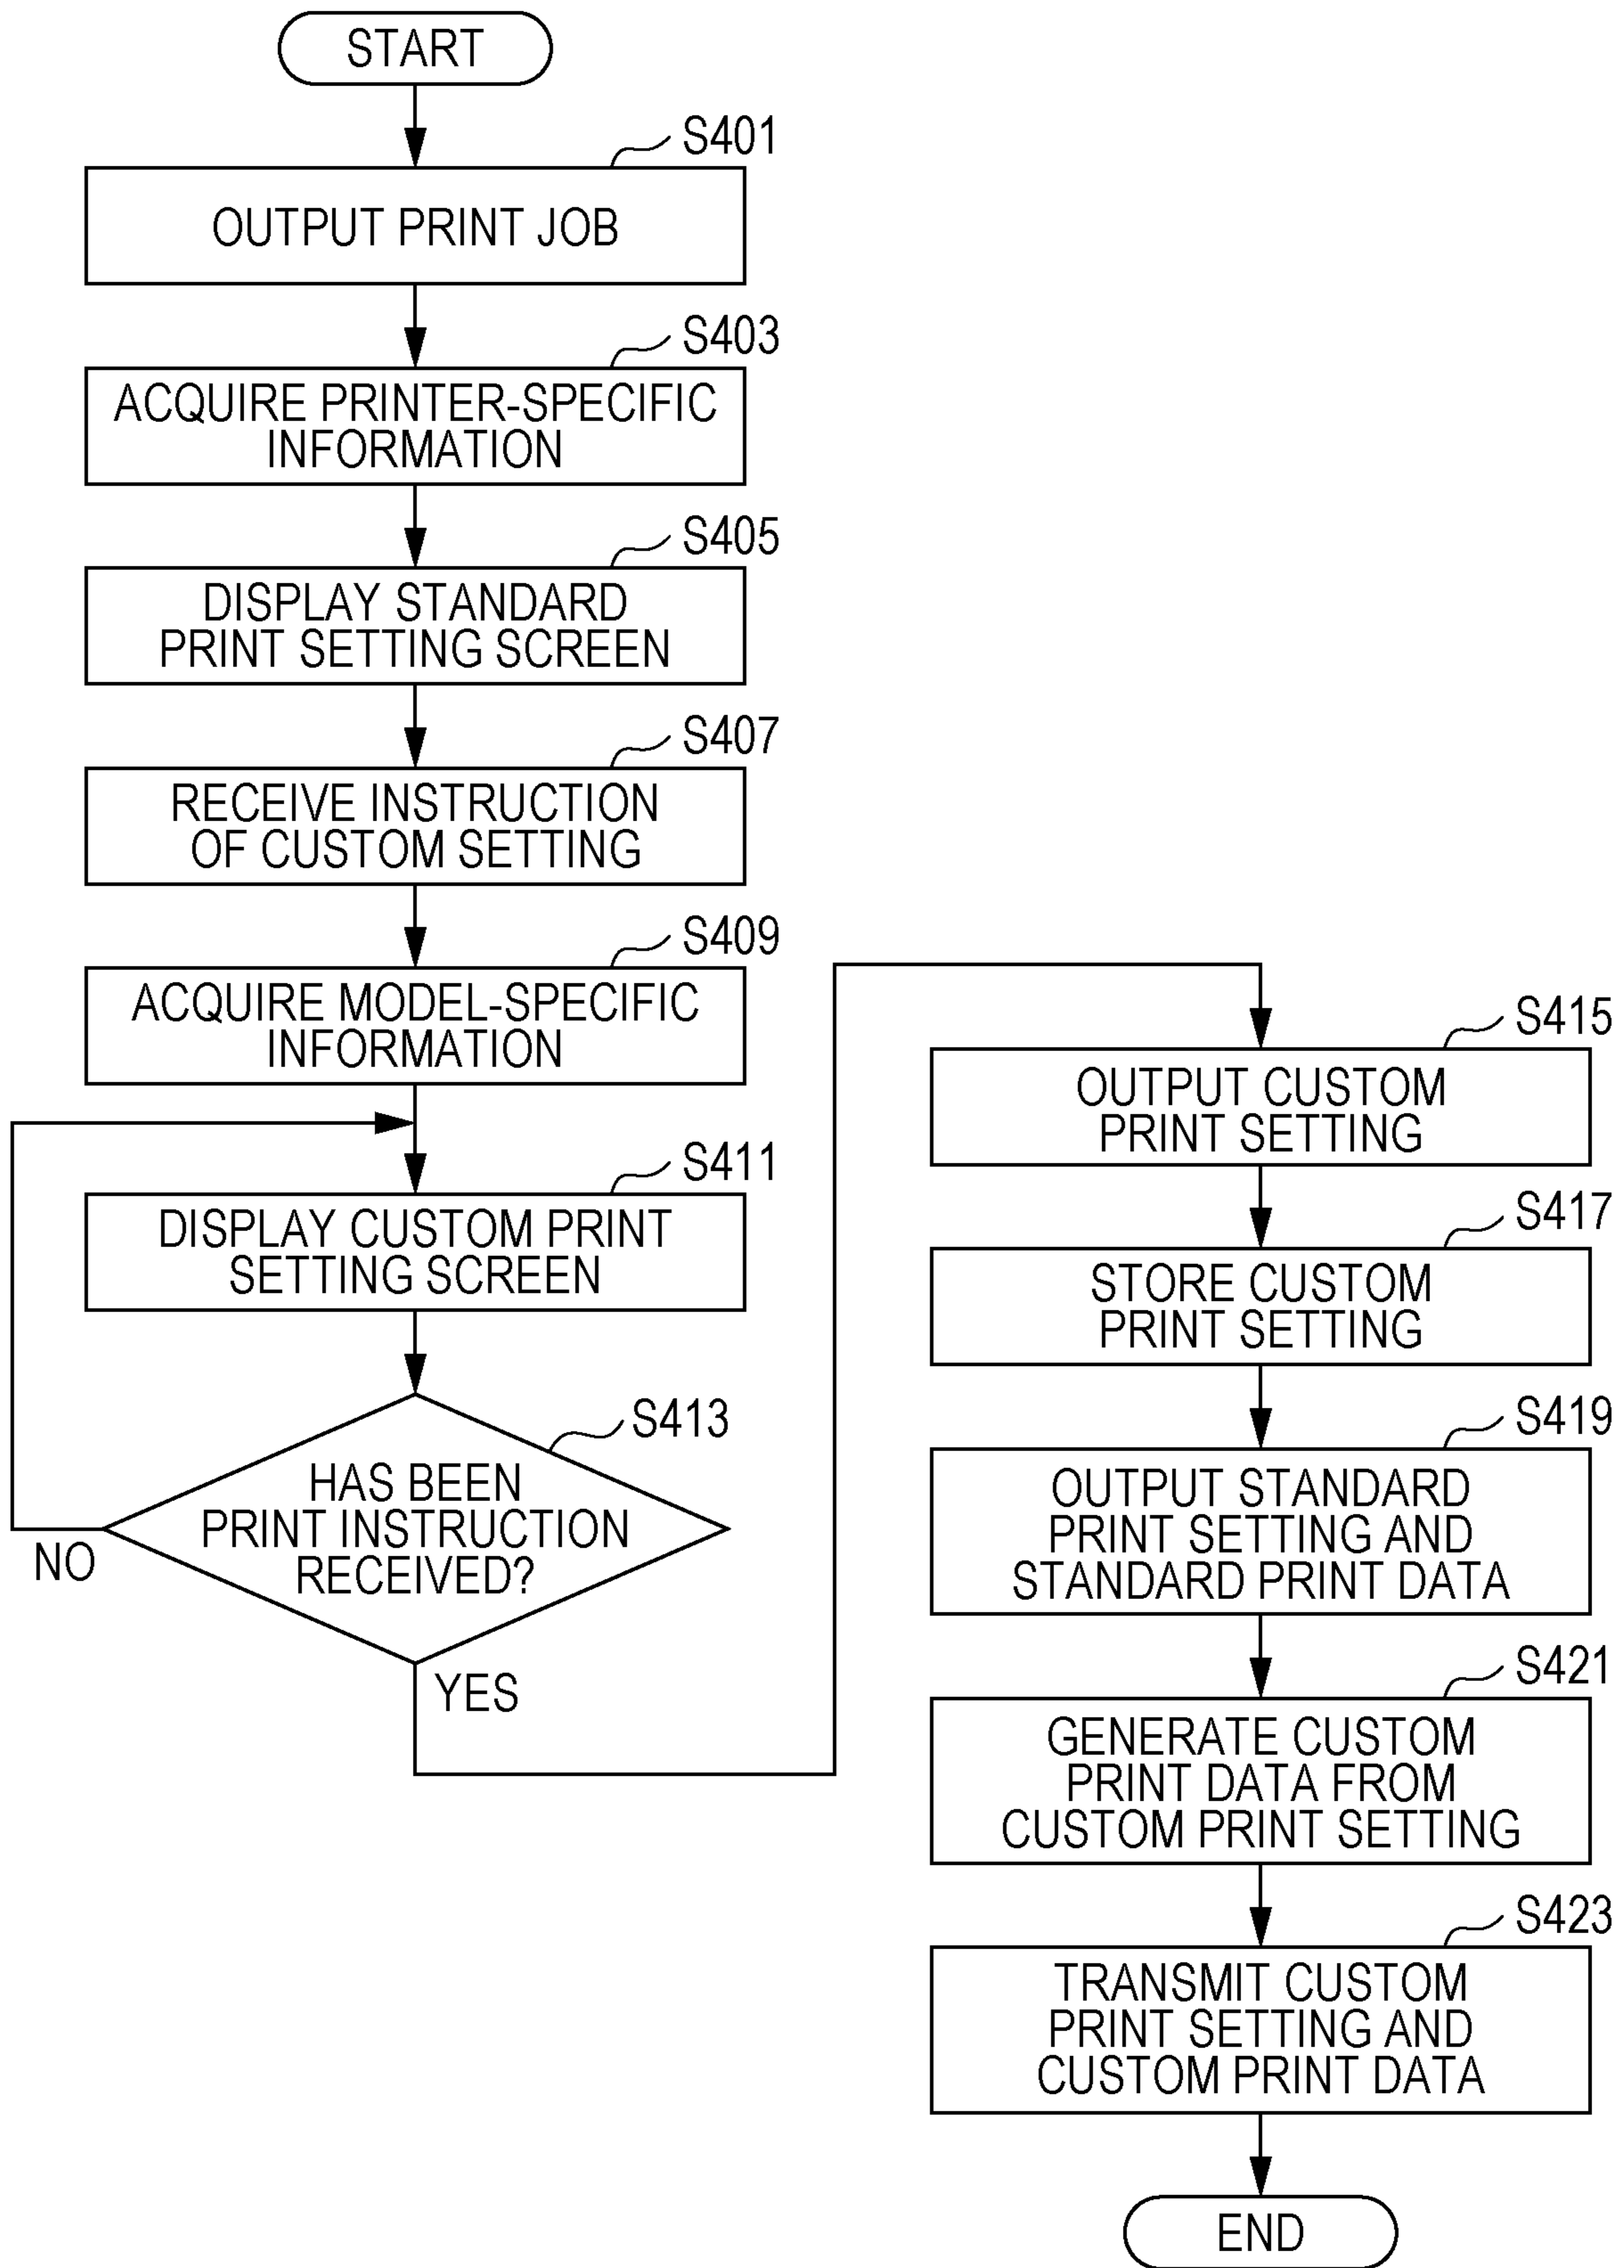 START
S401
OUTPUT PRINT JOB
S403
ACQUIRE PRINTER-SPECIFIC
INFORMATION
S405
DISPLAY STANDARD
PRINT SETTING SCREEN
S407
RECEIVE INSTRUCTION
OF CUSTOM SETTING
S409
ACQUIRE MODEL-SPECIFIC
INFORMATION
S411
DISPLAY CUSTOM PRINT
SETTING SCREEN
S413
HAS BEEN
PRINT INSTRUCTION
RECEIVED?
NO
YES
S415
OUTPUT CUSTOM
PRINT SETTING
S417
STORE CUSTOM
PRINT SETTING
S419
OUTPUT STANDARD
PRINT SETTING AND
STANDARD PRINT DATA
S421
GENERATE CUSTOM
PRINT DATA FROM
CUSTOM PRINT SETTING
S423
TRANSMIT CUSTOM
PRINT SETTING AND
CUSTOM PRINT DATA
END